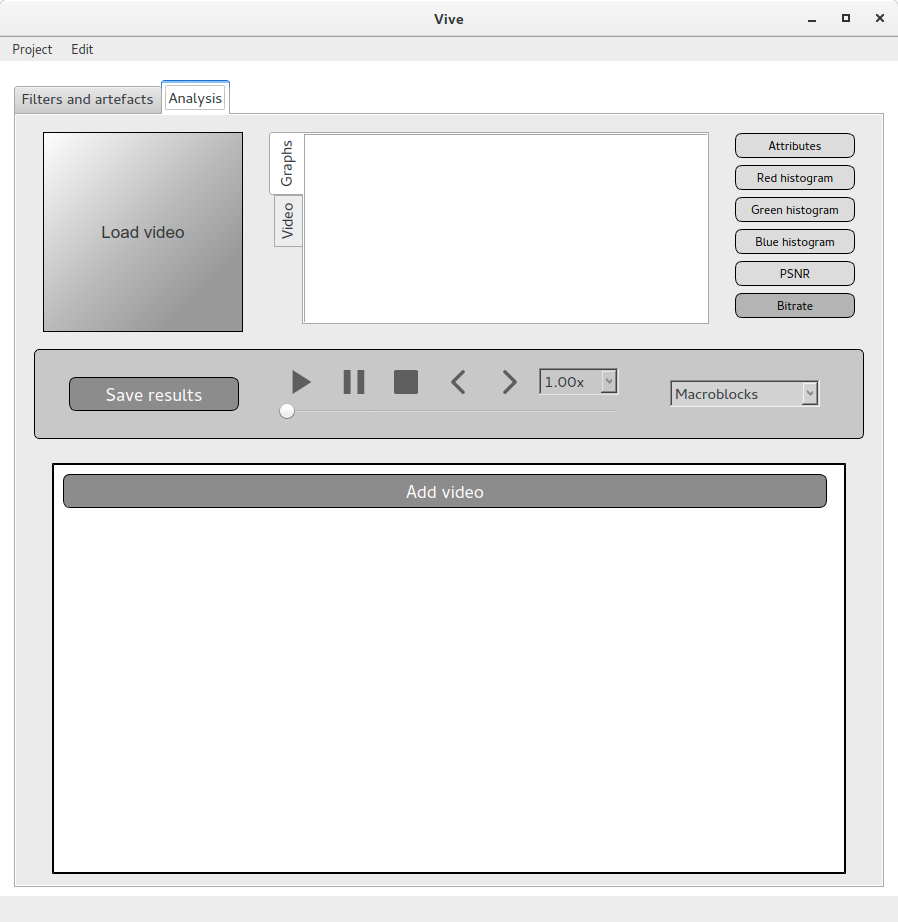 Vive
Project Edit
Filters and artefacts Analysis
Load video
Graphs
Video
Attributes
Red histogram
Green histogram
Blue histogram
PSNR
Bitrate
Save results
1.00x
Macroblocks
Add video